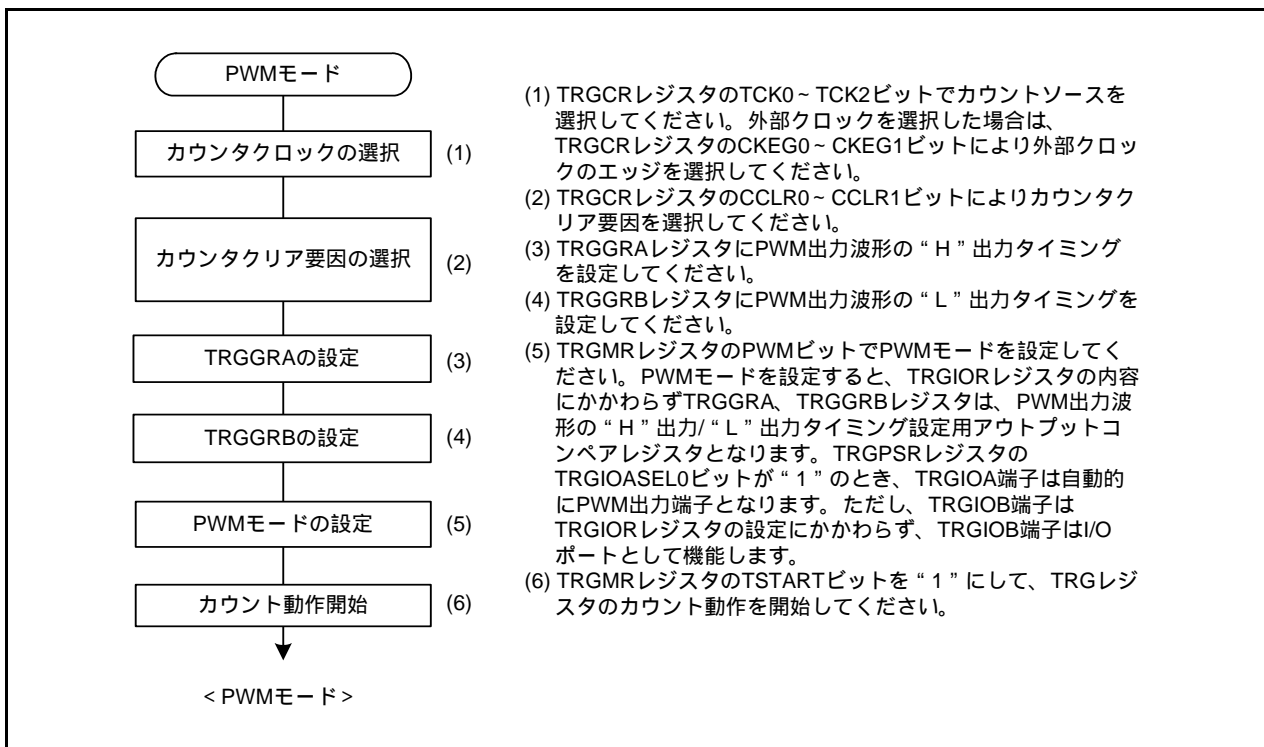 PWMモード
カウンタクロックの選択 (1)
カウンタクリア要因の選択 (2)
TRGGRAの設定 (3)
TRGGRBの設定 (4)
PWMモードの設定 (5)
カウント動作開始 (6)
< PWMモード >
(1) TRGCRレジスタのTCK0~TCK2ビットでカウントソースを
選択してください。外部クロックを選択した場合は、
TRGCRレジスタのCKEG0~CKEG1ビットにより外部クロッ
クのエッジを選択してください。
(2) TRGCRレジスタのCCLR0~CCLR1ビットによりカウンタク
リア要因を選択してください。
(3) TRGGRAレジスタにPWM出力波形の“H”出力タイミング
を設定してください。
(4) TRGGRBレジスタにPWM出力波形の“L”出力タイミングを
設定してください。
(5) TRGMRレジスタのPWMビットでPWMモードを設定してく
ださい。PWMモードを設定すると、TRGIORレジスタの内容
にかかわらずTRGGRA、TRGGRBレジスタは、PWM出力波
形の“H”出力/“L”出力タイミング設定用アウトプットコ
ンペアレジスタとなります。TRGPSRレジスタの
TRGIOASEL0ビットが“1”のとき、TRGIOA端子は自動的
にPWM出力端子となります。ただし、TRGIOB端子は
TRGIORレジスタの設定にかかわらず、TRGIOB端子はI/O
ポートとして機能します。
(6) TRGMRレジスタのTSTARTビットを“1”にして、TRGレジ
スタのカウント動作を開始してください。